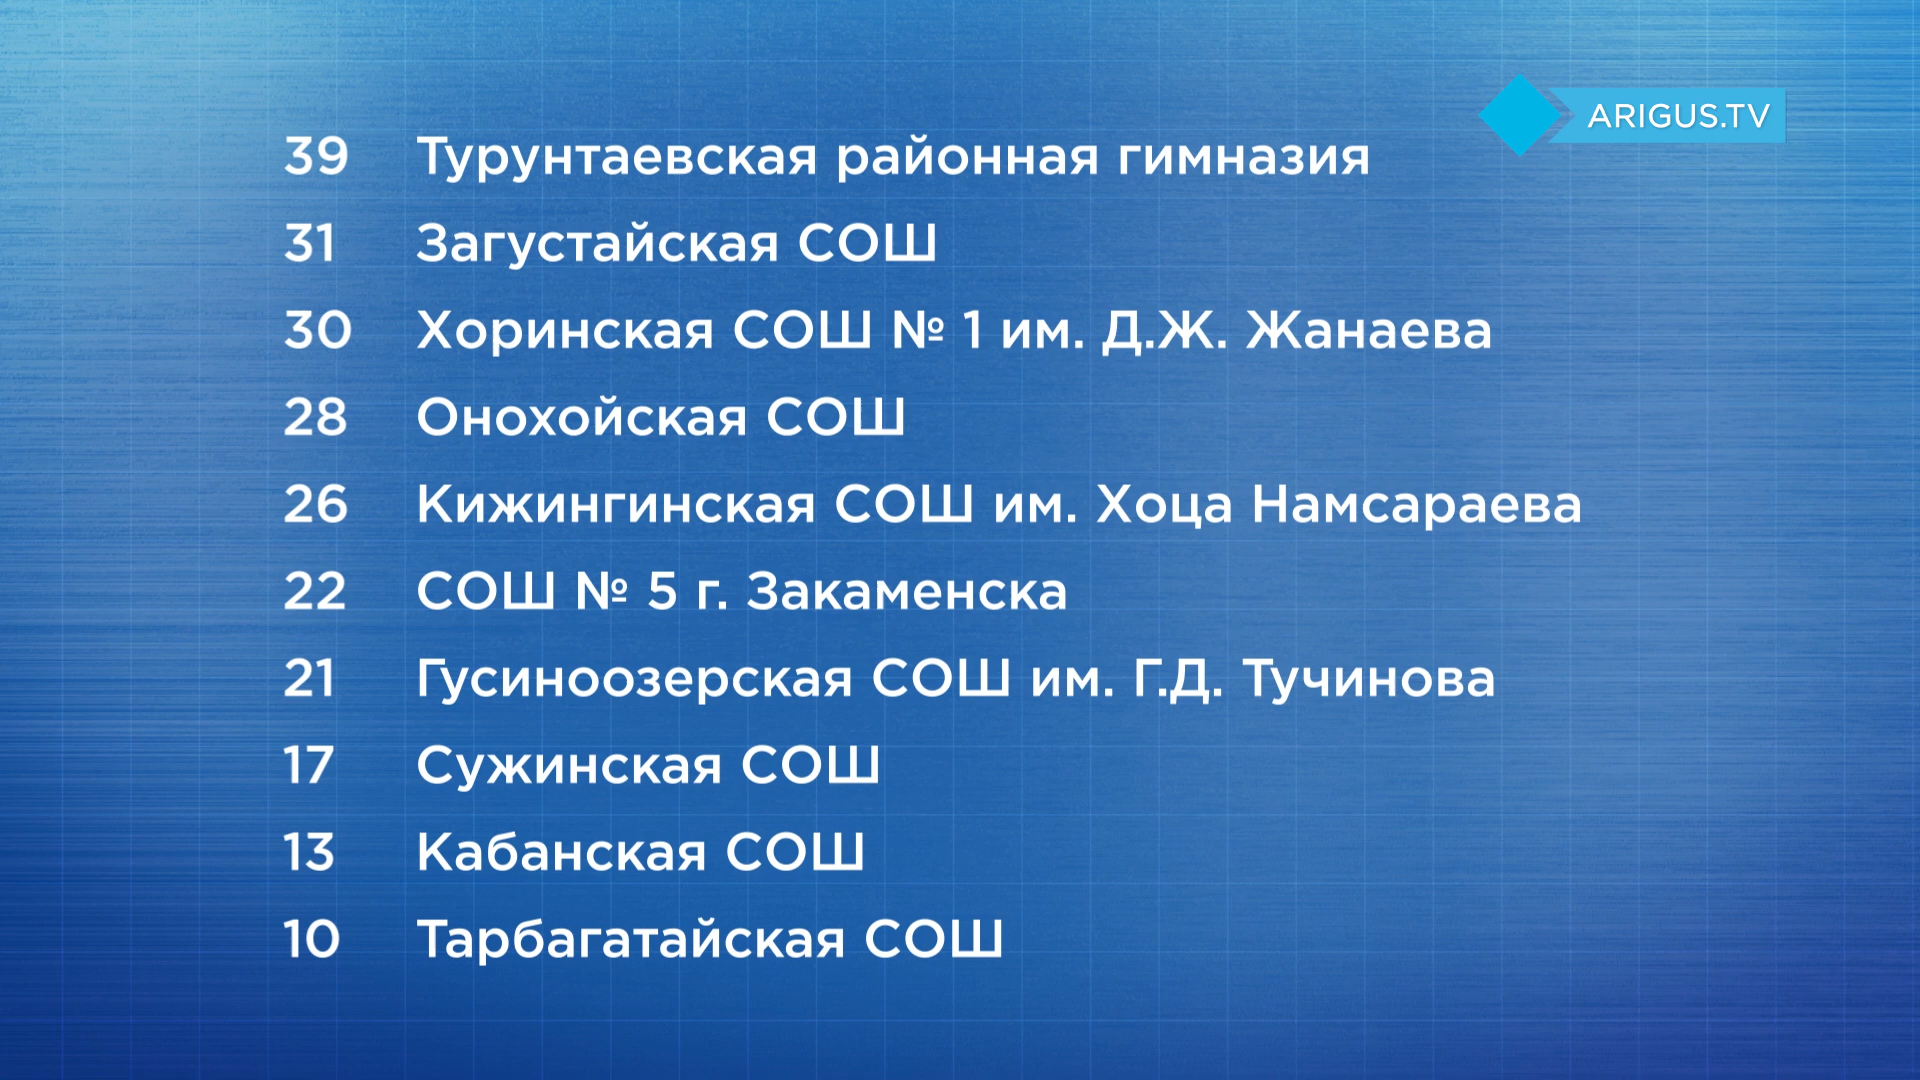 ARIGUS.TV
39 Турунтаевская районная гимназия
31 Загустайская СОШ
30 Хоринская СОШ № 1 им. Д.Ж. Жанаева
28 Онохойская СОШ
26 Кижингинская СОШ им. Хоца Намсараева
22 СОШ № 5 г. Закаменска
21 Гусиноозерская СОШ им. Г.Д. Тучинова
17 Сужинская СОШ
13 Кабанская СОШ
10 Тарбагатайская СОШ